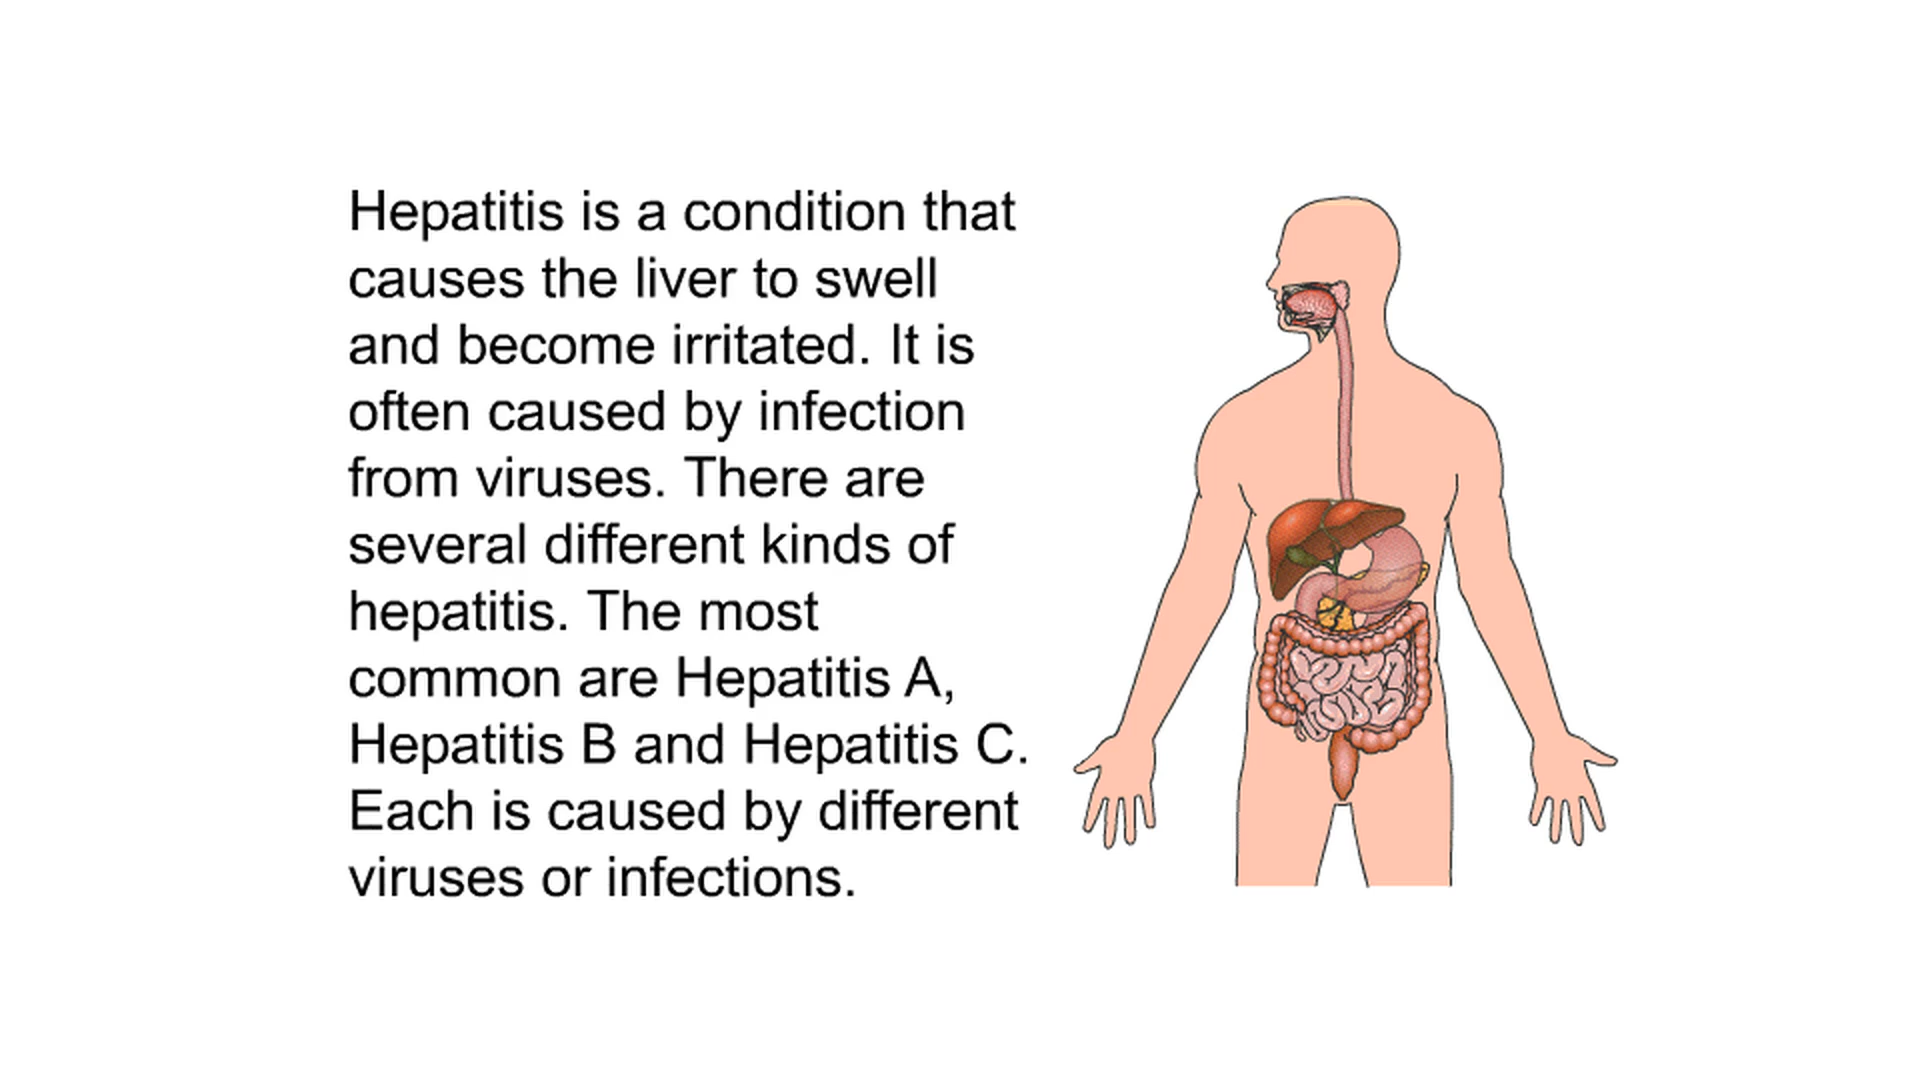 Hepatitis is a condition that
causes the liver to swell
and become irritated. It is
often caused by infection
from viruses. There are
several different kinds of
hepatitis. The most
common are Hepatitis A,
Hepatitis B and Hepatitis C.
Each is caused by different
viruses or infections.